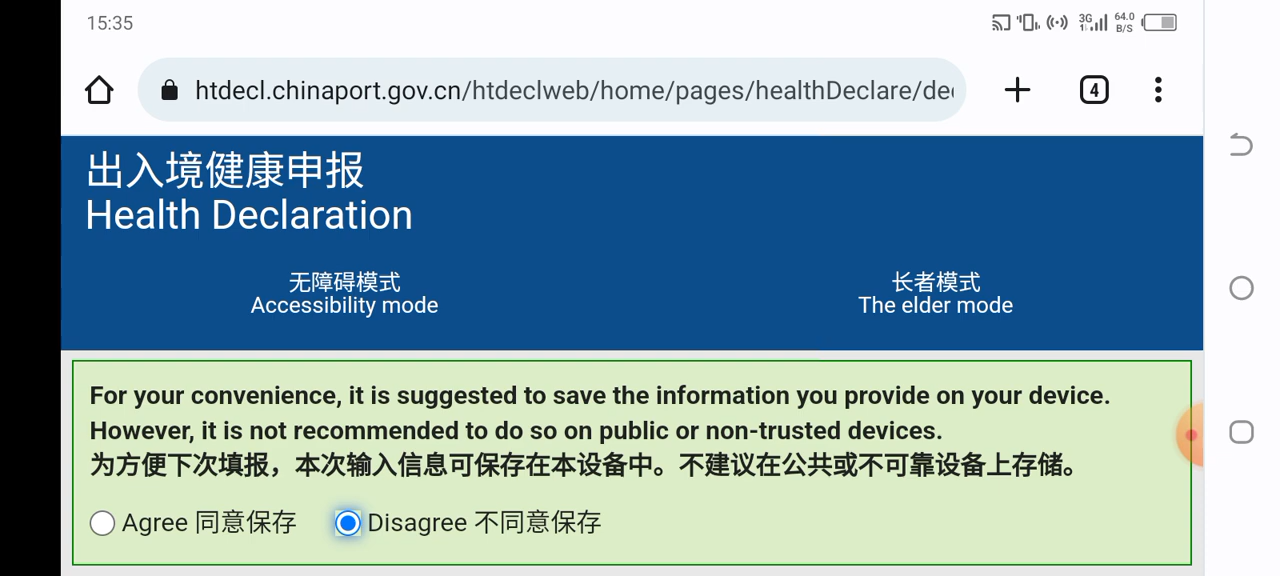 15:35
3G
64.0
B/S
htdecl.chinaport.gov.cn/htdeclweb/home/pages/healthDeclare/de
4
出入境健康申报
Health Declaration
无障碍模式
Accessibility mode
长者模式
The elder mode
For your convenience, it is suggested to save the information you provide on your device.
However, it is not recommended to do so on public or non-trusted devices.
为方便下次填报，本次输入信息可保存在本设备中。不建议在公共或不可靠设备上存储。
Agree 同意保存 Disagree 不同意保存